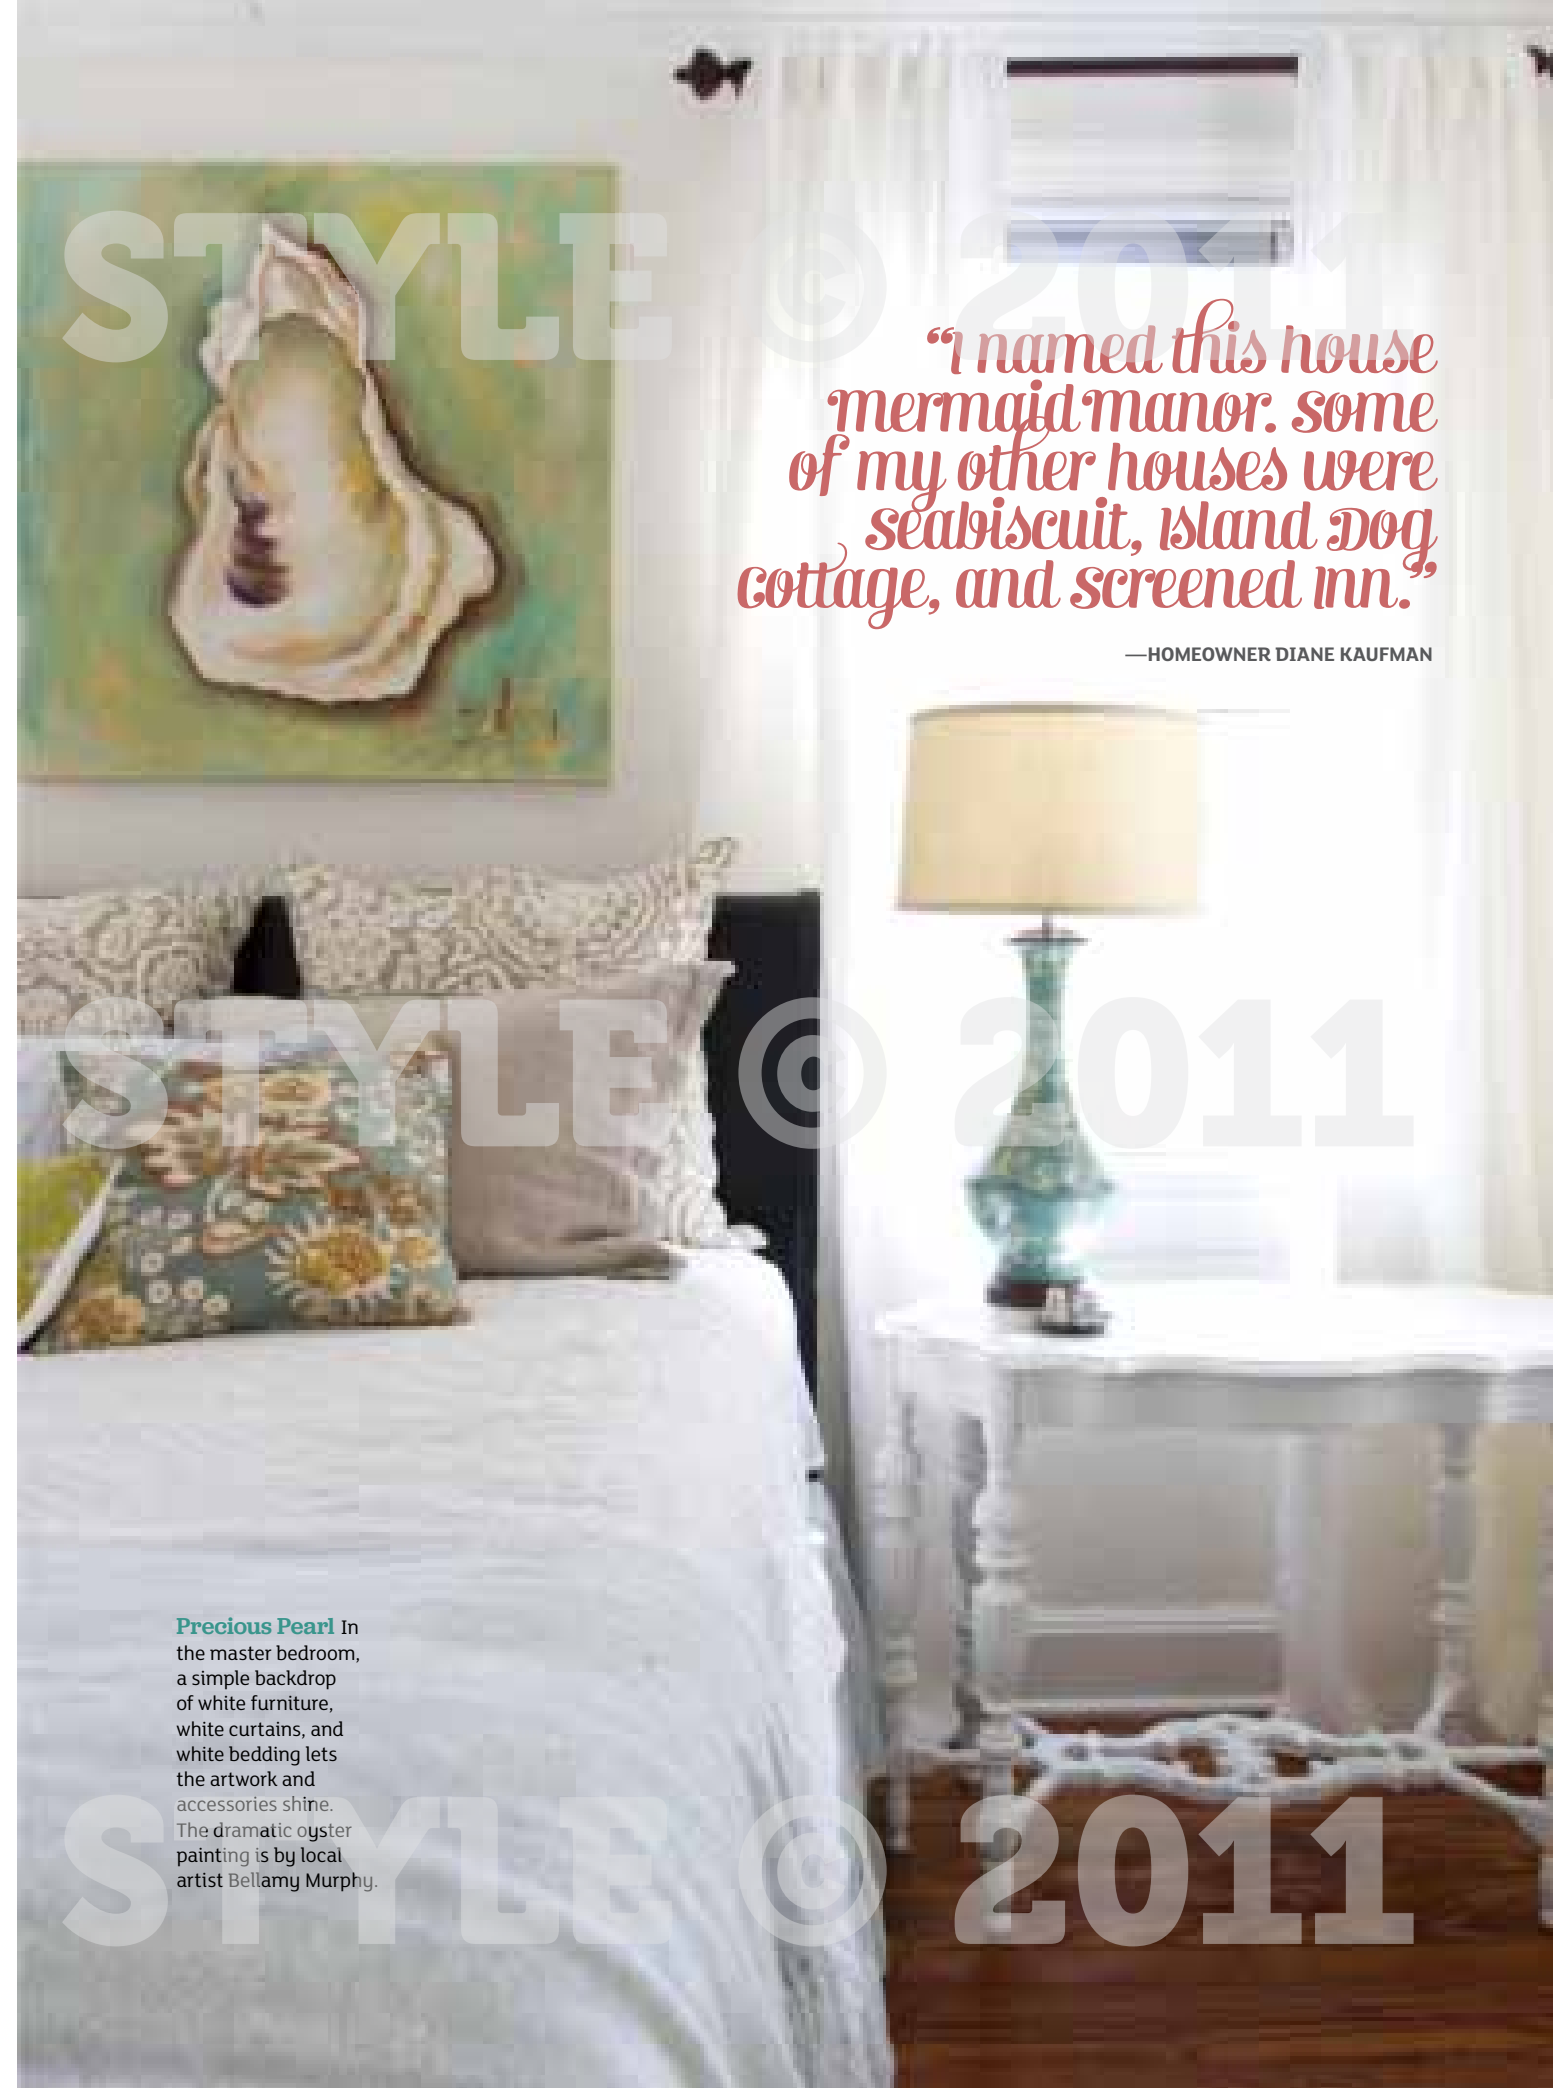 STYLE © 2011
“I named this house
mermaid manor. some
of my other houses were
seabiscuit, Island Dog
cottage, and screened Inn.”
—HOMEOWNER DIANE KAUFMAN
STYLE © 2011
Precious Pearl In
the master bedroom,
a simple backdrop
of white furniture,
white curtains, and
white bedding lets
the artwork and
accessories shine.
The dramatic oyster
painting is by local
artist Bellamy Murphy.
STYLE © 2011